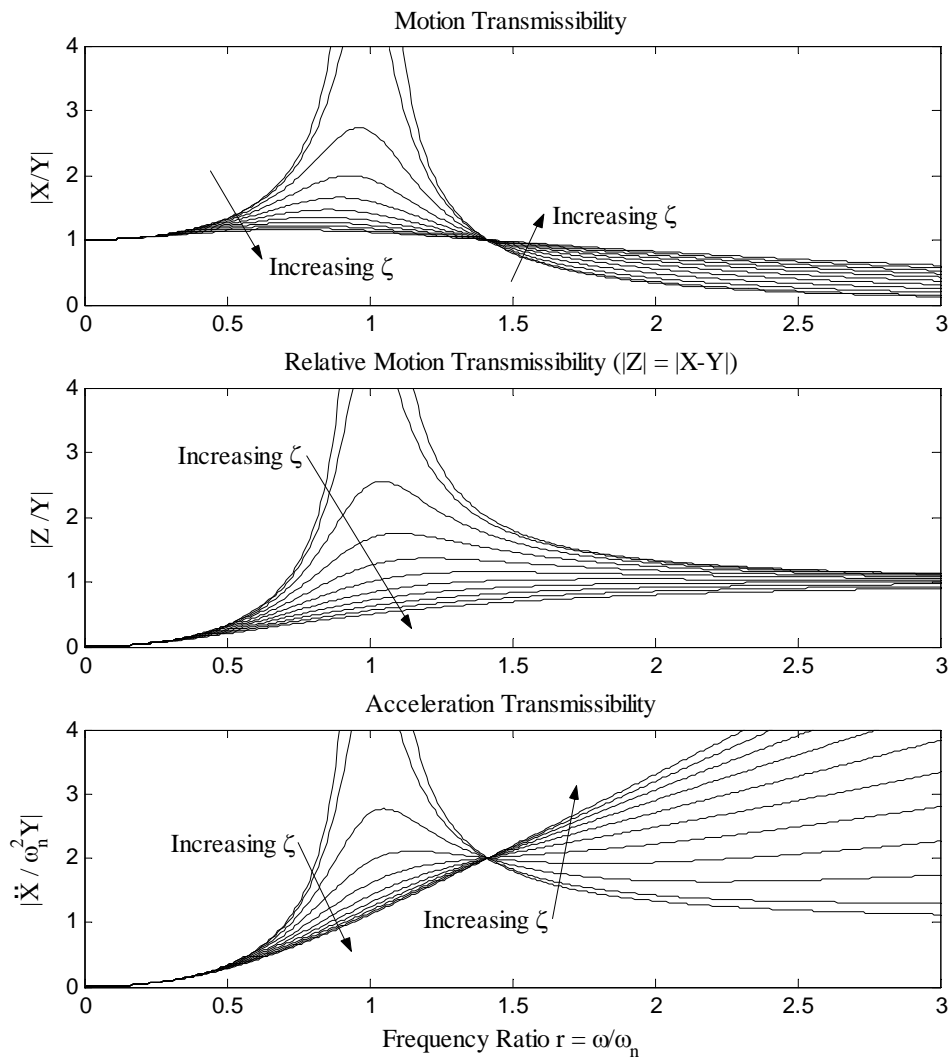 Motion Transmissibility
4
3
2
1
0
|X/Y|
Increasing ζ
Increasing ζ
0 0.5 1 1.5 2 2.5 3
Relative Motion Transmissibility (|Z| = |X-Y|)
4
3
2
1
0
|Z /Y|
Increasing ζ
0 0.5 1 1.5 2 2.5 3
Acceleration Transmissibility
4
3
2
1
0
|Ẍ / ω_n^2 Y|
Increasing ζ
Increasing ζ
0 0.5 1 1.5 2 2.5 3
Frequency Ratio r = ω/ω_n